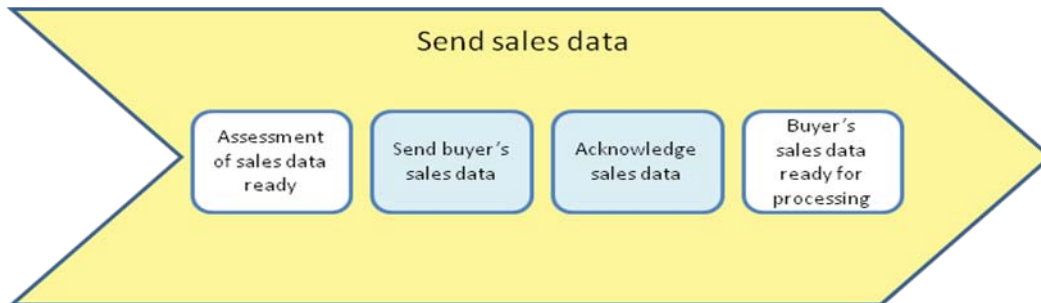 Send sales data
Assessment
of sales data
ready
Send buyer´s
sales data
Acknowledge
sales data
Buyer´s
sales data
ready for
processing